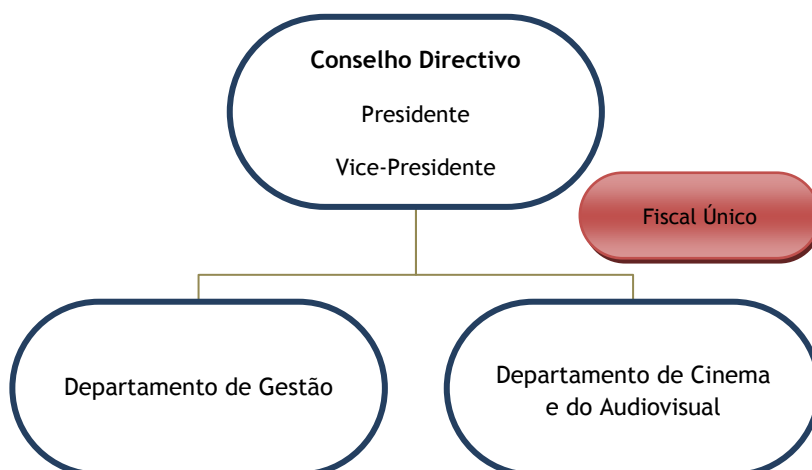 Conselho Directivo
Presidente
Vice-Presidente
Fiscal Único
Departamento de Gestão
Departamento de Cinema
e do Audiovisual